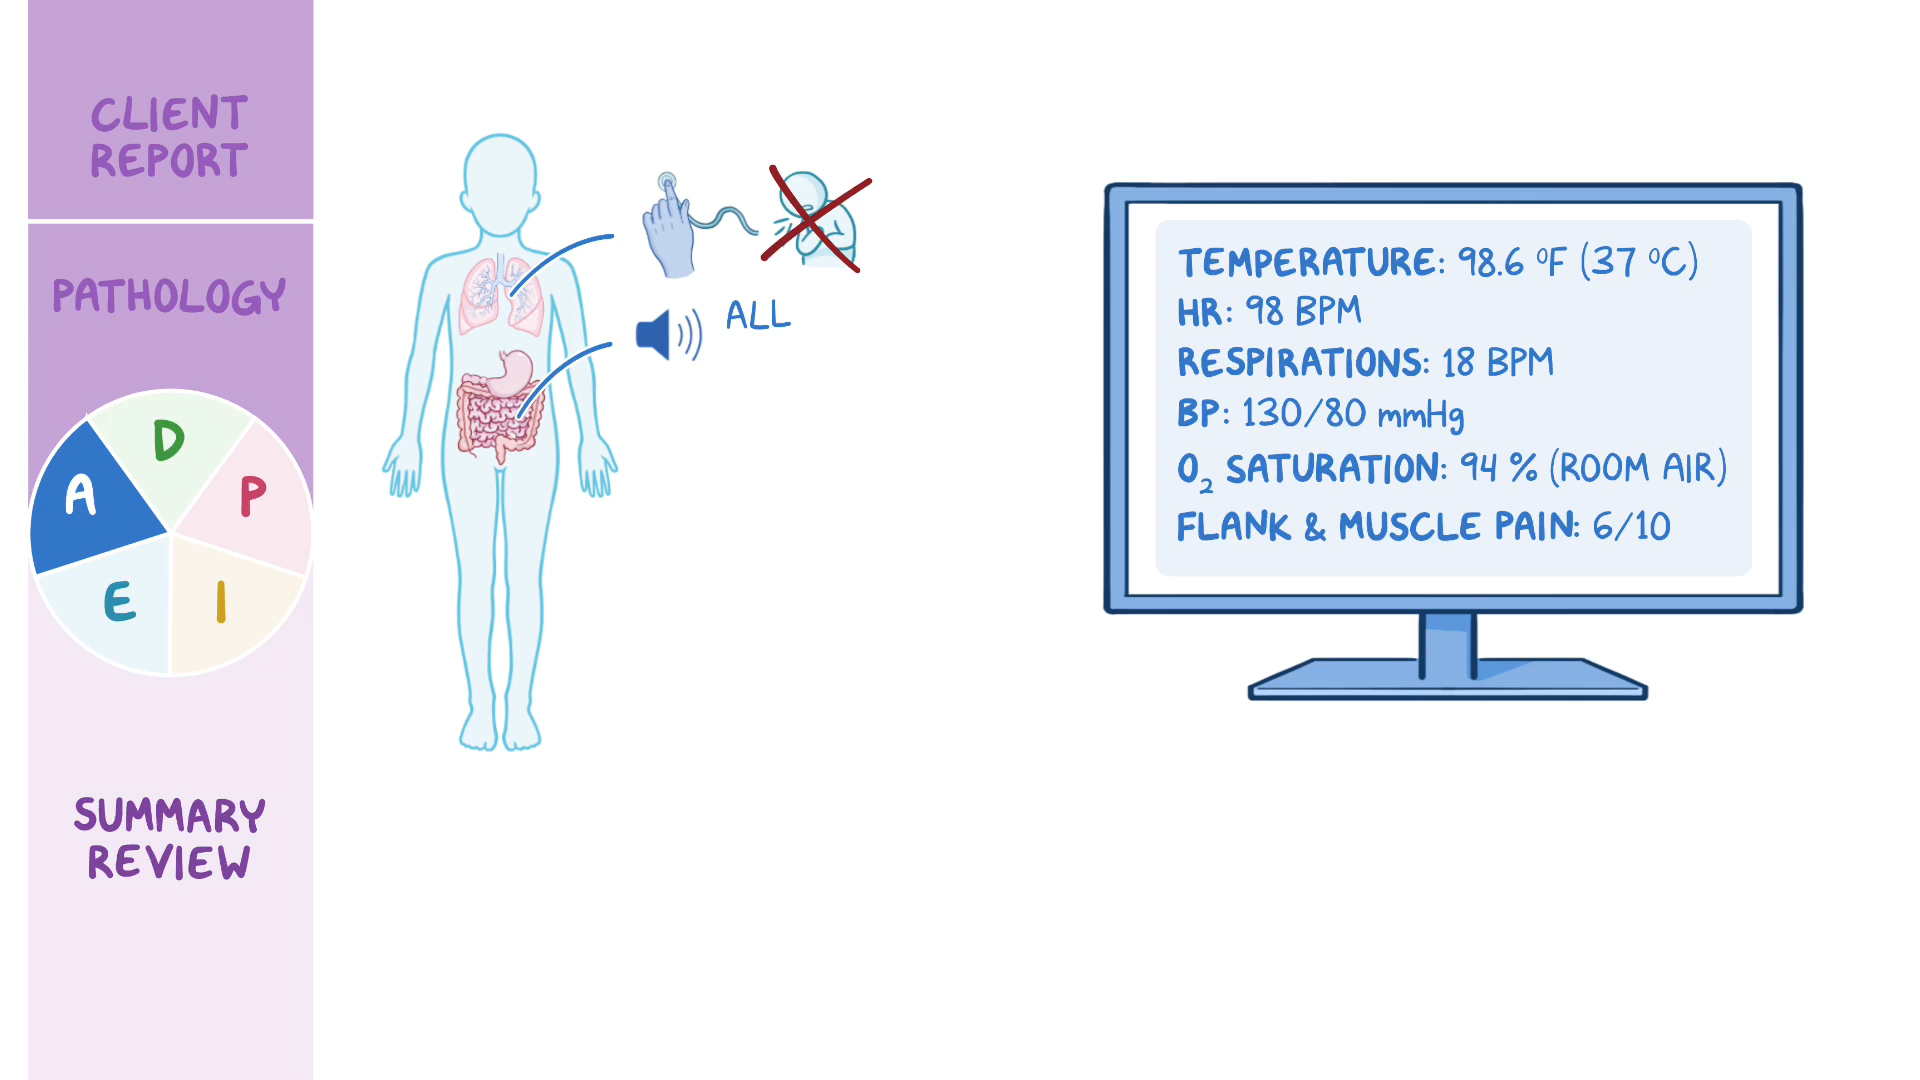 CLIENT
REPORT
PATHOLOGY
A
D
P
E
I
SUMMARY
REVIEW
ALL
TEMPERATURE: 98.6 °F (37 °C)
HR: 98 BPM
RESPIRATIONS: 18 BPM
BP: 130/80 mmHg
O₂ SATURATION: 94 % (ROOM AIR)
FLANK & MUSCLE PAIN: 6/10